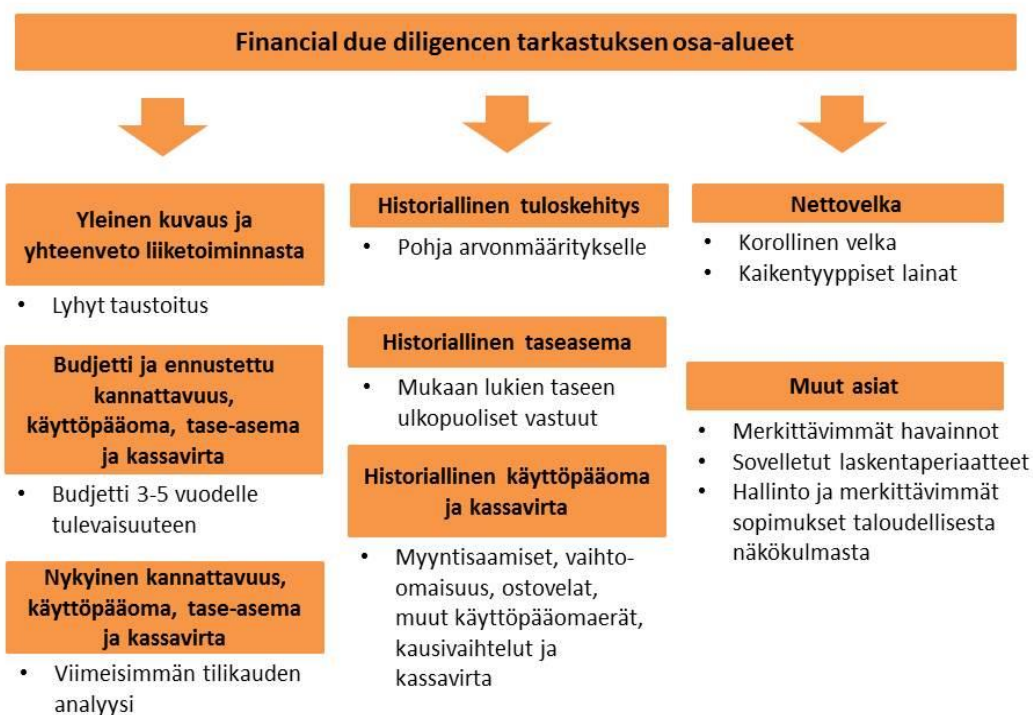 Financial due diligencen tarkastuksen osa-alueet
Yleinen kuvaus ja
yhteenveto liiketoiminnasta
• Lyhyt taustoitus
Budjetti ja ennustettu
kannattavuus,
käyttöpääoma, tase-asema
ja kassavirta
• Budjetti 3-5 vuodelle
tulevaisuuteen
Nykyinen kannattavuus,
käyttöpääoma, tase-asema
ja kassavirta
• Viimeisimmän tilikauden
analyysi
Historiallinen tuloskehitys
• Pohja arvonmääritykselle
Historiallinen taseasema
• Mukaan lukien taseen
ulkopuoliset vastuut
Historiallinen käyttöpääoma
ja kassavirta
• Myyntisaamiset, vaihto-
omaisuus, ostovelat,
muut käyttöpääomaerät,
kausivaihtelut ja
kassavirta
Nettovelka
• Korollinen velka
• Kaikentyyppiset lainat
Muut asiat
• Merkittävimmät havainnot
• Sovelletut laskentaperiaatteet
• Hallinto ja merkittävimmät
sopimukset taloudellisesta
näkökulmasta